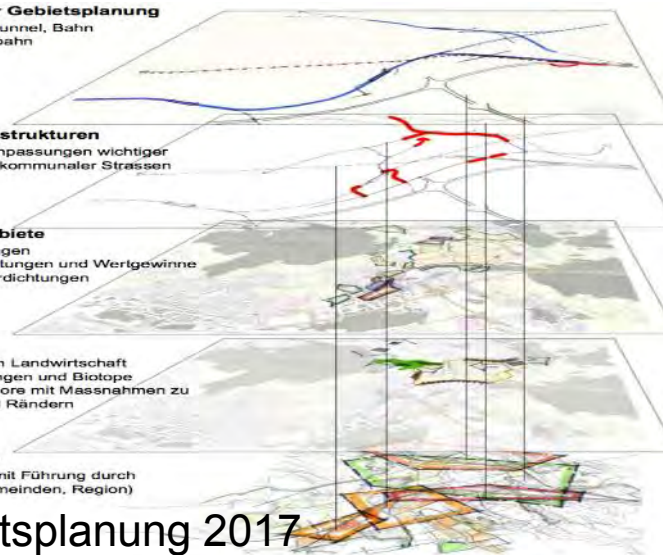 Gebietsplanung
unnel, Bahn
bahn
strukturen
npassungen wichtiger
kommunaler Strassen
biete
gen
tungen und Wertgewinne
rdichtungen
n Landwirtschaft
ngen und Biotope
ore mit Massnahmen zu
Rändern
nit Führung durch
meinden, Region)
tsplanung 2017